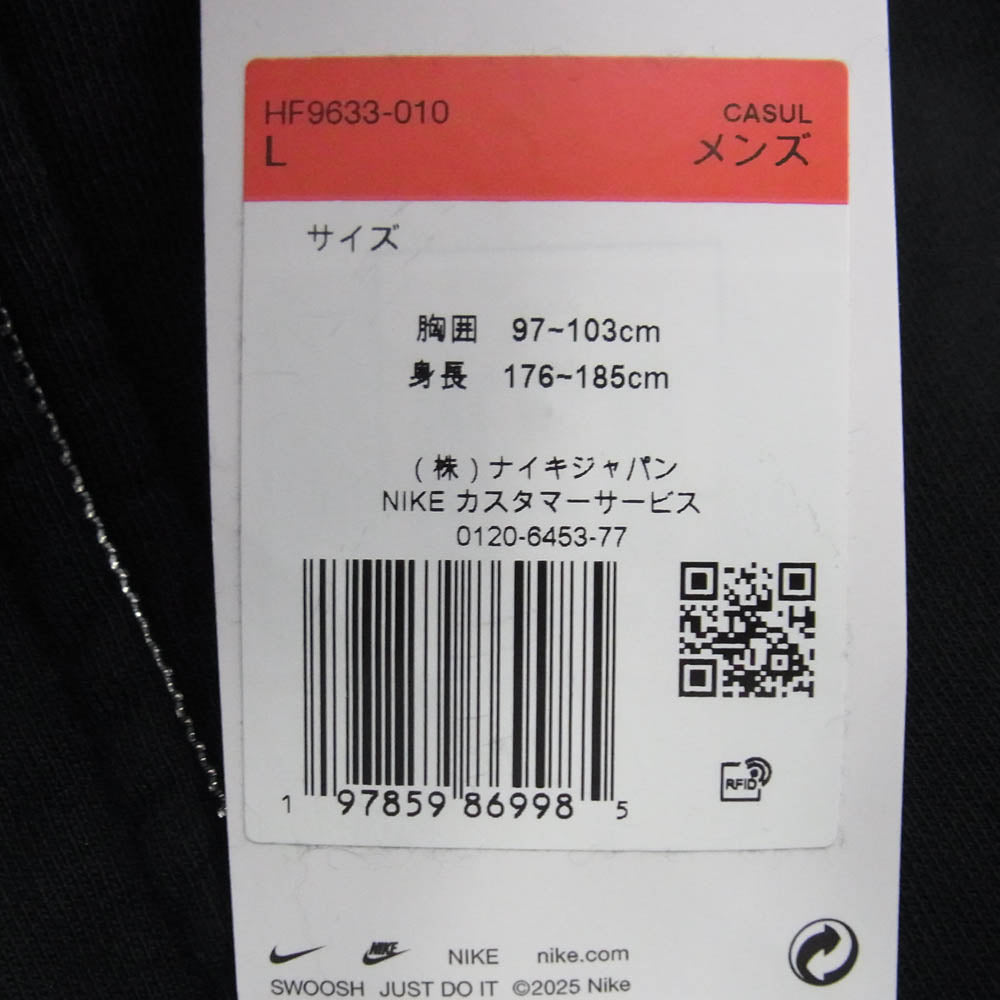 HF9633-010
L
CASUL
メンズ
サイズ
胸囲 97~103cm
身長 176~185cm
(株)ナイキジャパン
NIKE カスタマーサービス
0120-6453-77
1 97859 86998 5
RFID
NIKE NIKE nike.com
SWOOSH JUST DO IT ©2025 Nike